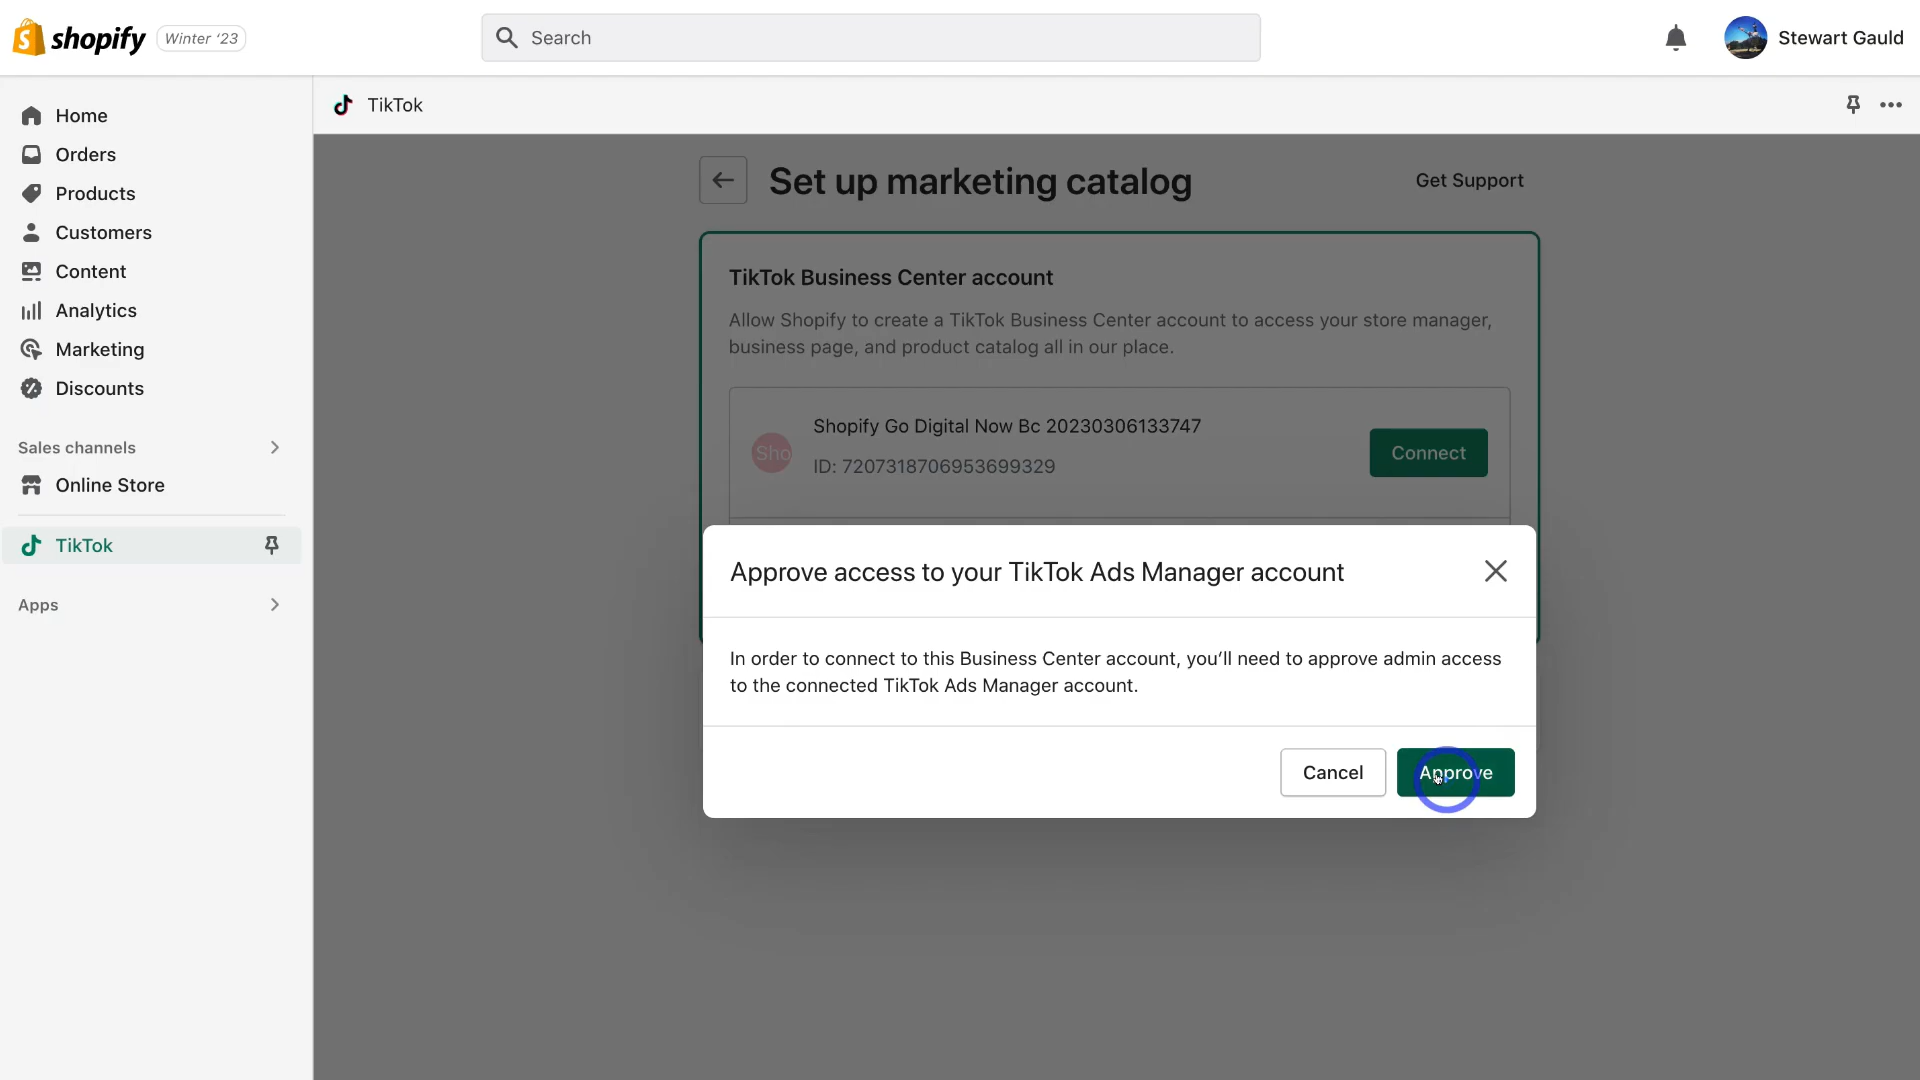 shopify
Winter ‘23
Search
Stewart Gauld
Home
Orders
Products
Customers
Content
Analytics
Marketing
Discounts
Sales channels
Online Store
TikTok
Apps
TikTok
Set up marketing catalog
Get Support
TikTok Business Center account
Allow Shopify to create a TikTok Business Center account to access your store manager,
business page, and product catalog all in our place.
Sho
Shopify Go Digital Now Bc 20230306133747
ID: 7207318706953699329
Connect
Approve access to your TikTok Ads Manager account
In order to connect to this Business Center account, you’ll need to approve admin access
to the connected TikTok Ads Manager account.
Cancel
Approve